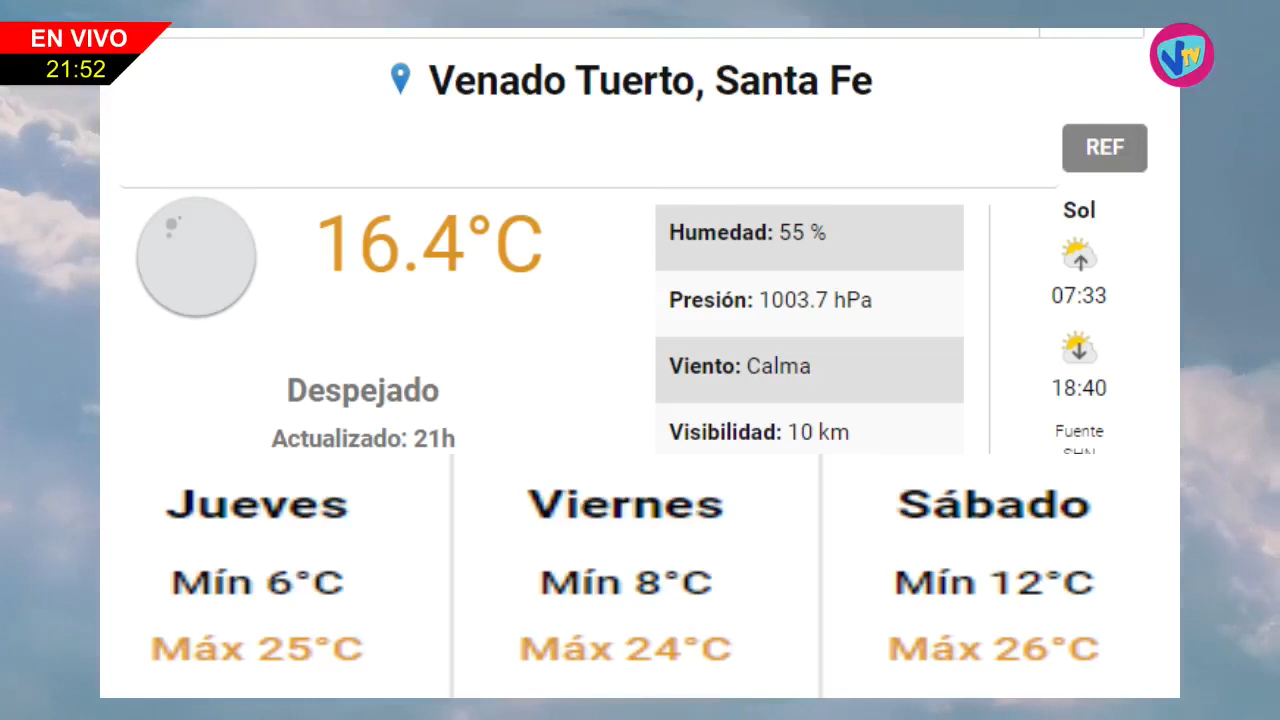 EN VIVO
21:52
VTV
Venado Tuerto, Santa Fe
REF
16.4°C
Despejado
Actualizado: 21h
Humedad: 55 %
Presión: 1003.7 hPa
Viento: Calma
Visibilidad: 10 km
Sol
07:33
18:40
Fuente
SHN
Jueves
Mín 6°C
Máx 25°C
Viernes
Mín 8°C
Máx 24°C
Sábado
Mín 12°C
Máx 26°C